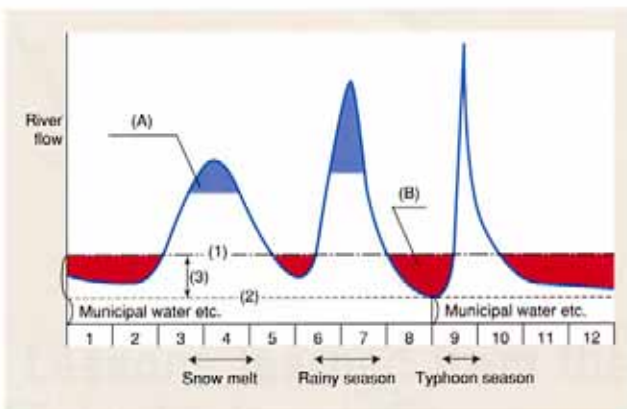 River
flow
(A)
(B)
(1)
(3)
(2)
Municipal water etc.
Municipal water etc.
1 2 3 4 5 6 7 8 9 10 11 12
Snow melt
Rainy season
Typhoon season